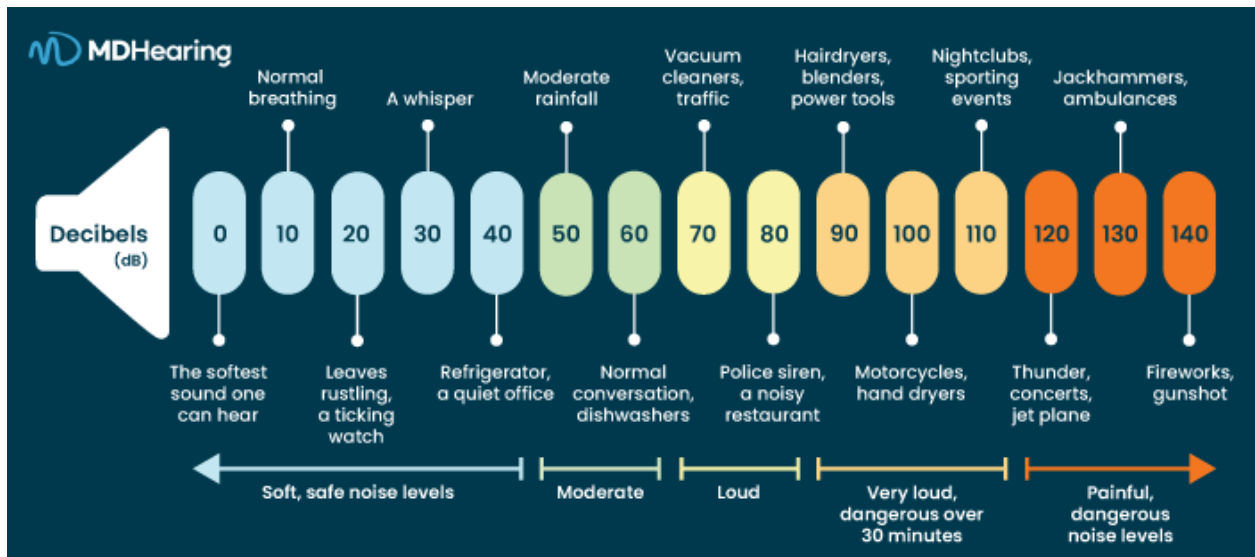 MDHearing
Normal
breathing
A whisper
Moderate
rainfall
Vacuum
cleaners,
traffic
Hairdryers,
blenders,
power tools
Nightclubs,
sporting
events
Jackhammers,
ambulances
Decibels
(dB)
0
10
20
30
40
50
60
70
80
90
100
110
120
130
140
The softest
sound one
can hear
Leaves
rustling,
a ticking
watch
Refrigerator,
a quiet office
Normal
conversation,
dishwashers
Police siren,
a noisy
restaurant
Motorcycles,
hand dryers
Thunder,
concerts,
jet plane
Fireworks,
gunshot
Soft, safe noise levels
Moderate
Loud
Very loud,
dangerous over
30 minutes
Painful,
dangerous
noise levels